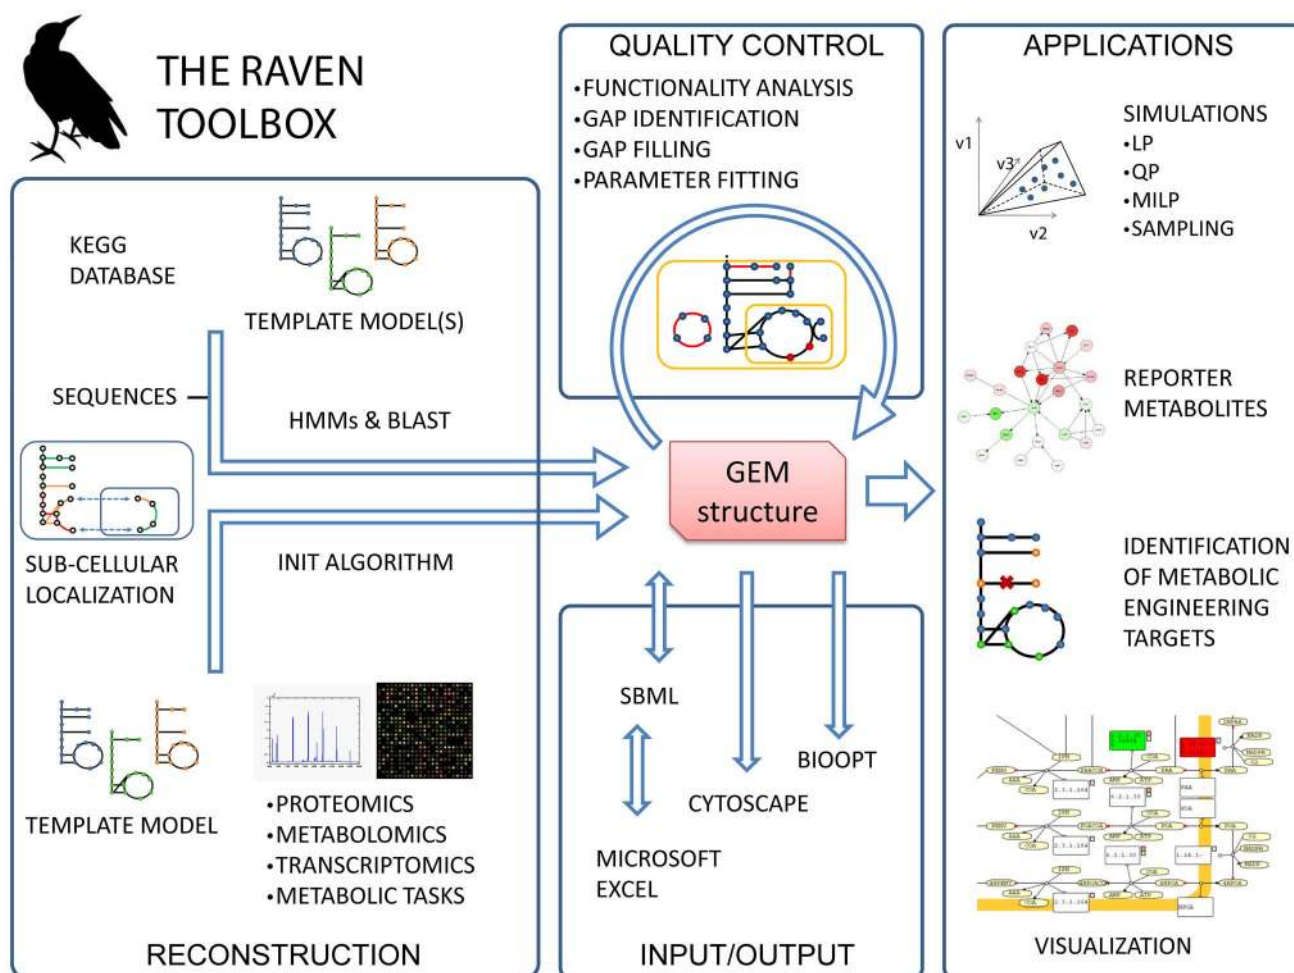 THE RAVEN
TOOLBOX
KEGG
DATABASE
TEMPLATE MODEL(S)
SEQUENCES
HMMs & BLAST
SUB-CELLULAR
LOCALIZATION
INIT ALGORITHM
TEMPLATE MODEL
•PROTEOMICS
•METABOLOMICS
•TRANSCRIPTOMICS
•METABOLIC TASKS
RECONSTRUCTION
QUALITY CONTROL
•FUNCTIONALITY ANALYSIS
•GAP IDENTIFICATION
•GAP FILLING
•PARAMETER FITTING
GEM
structure
SBML
BIOOPT
CYTOSCAPE
MICROSOFT
EXCEL
INPUT/OUTPUT
APPLICATIONS
v1
v3
v2
SIMULATIONS
•LP
•QP
•MILP
•SAMPLING
REPORTER
METABOLITES
IDENTIFICATION
OF METABOLIC
ENGINEERING
TARGETS
VISUALIZATION